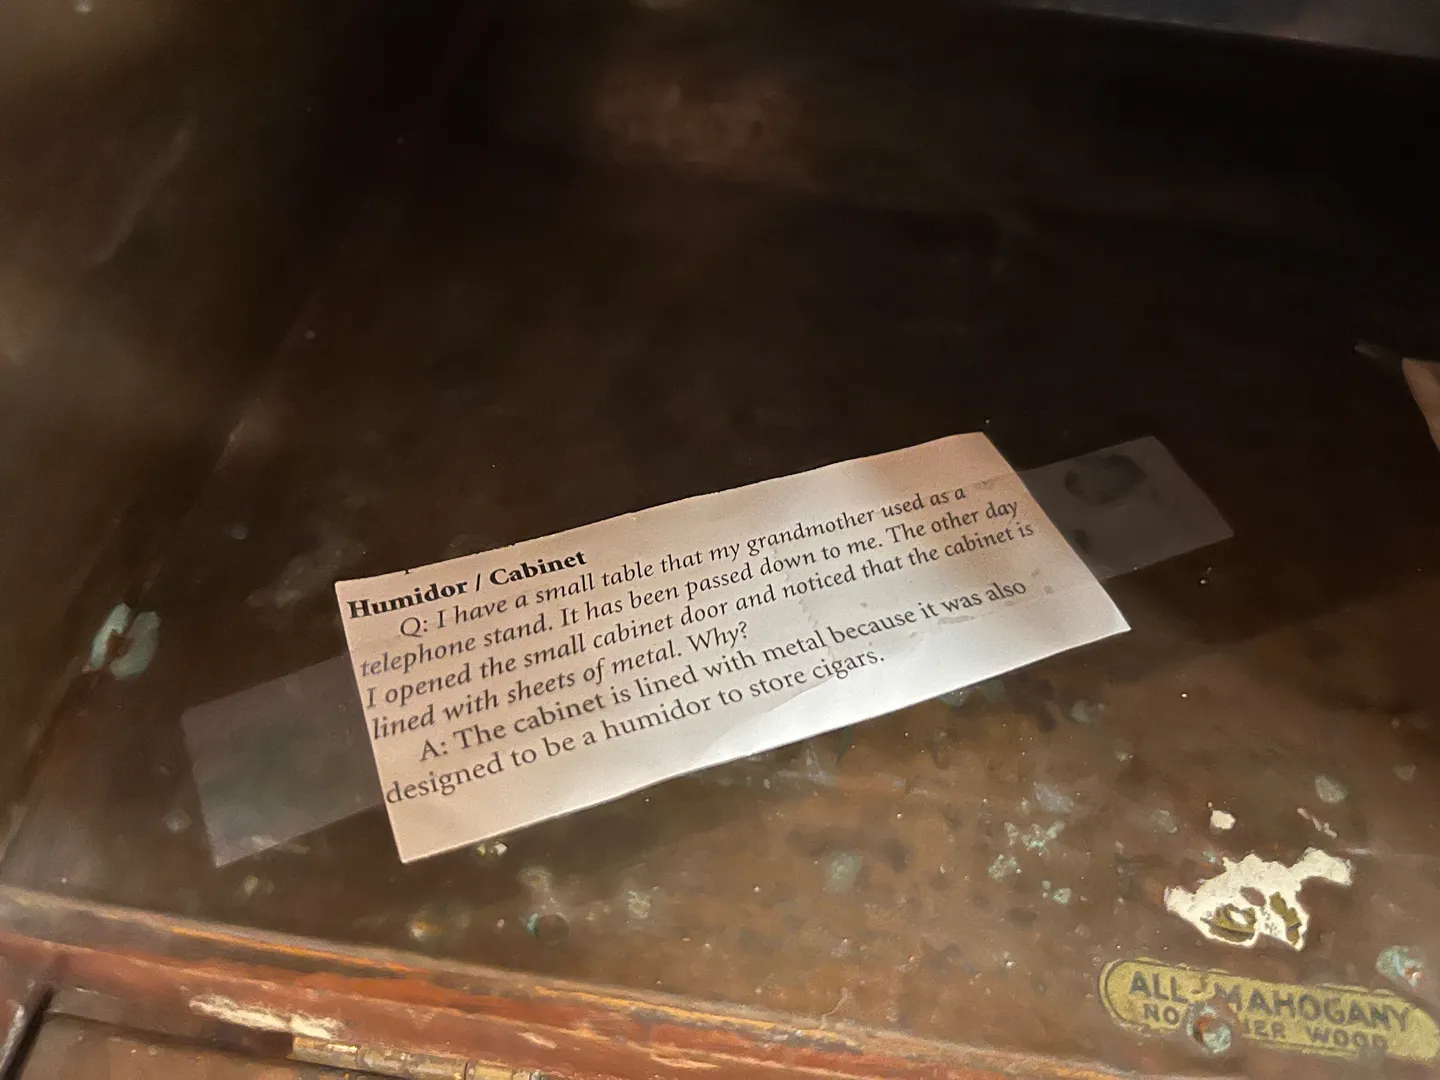 Humidor / Cabinet
Q: I have a small table that my grandmother used as a
telephone stand. It has been passed down to me. The other day
I opened the small cabinet door and noticed that the cabinet is
lined with sheets of metal. Why?
A: The cabinet is lined with metal because it was also
designed to be a humidor to store cigars.
ALL MAHOGANY
NO WOOD